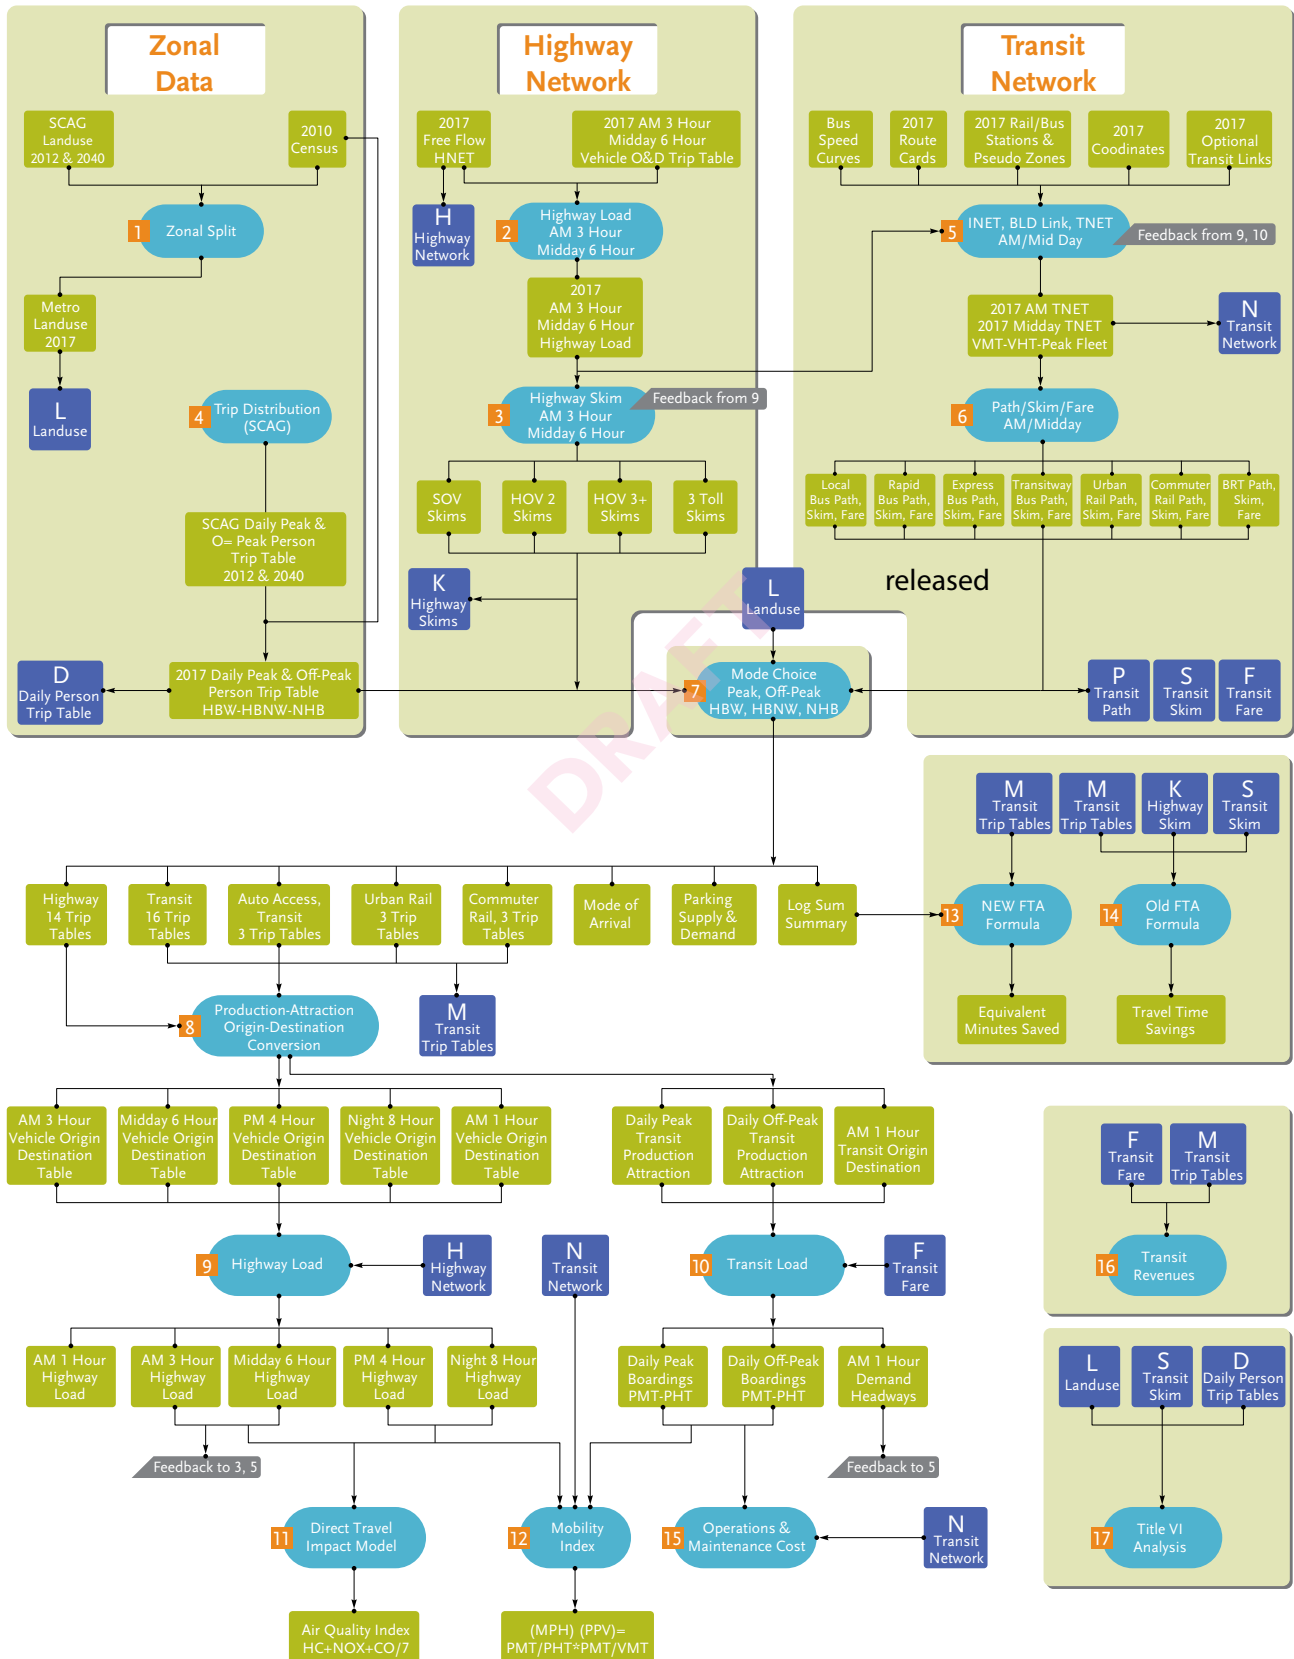 Zonal
Data
Highway
Network
Transit
Network
SCAG
Landuse
2012 & 2040
2010
Census
2017
Free Flow
HNET
2017 AM 3 Hour
Midday 6 Hour
Vehicle O&D Trip Table
Bus
Speed
Curves
2017
Route
Cards
2017 Rail/Bus
Stations &
Pseudo Zones
2017
Coodinates
2017
Optional
Transit Links
1
Zonal Split
H
Highway
Network
2
Highway Load
AM 3 Hour
Midday 6 Hour
5
INET, BLD Link, TNET
AM/Mid Day
Feedback from 9, 10
Metro
Landuse
2017
2017
AM 3 Hour
Midday 6 Hour
Highway Load
2017 AM TNET
2017 Midday TNET
VMT-VHT-Peak Fleet
N
Transit
Network
L
Landuse
4
Trip Distribution
(SCAG)
3
Highway Skim
AM 3 Hour
Midday 6 Hour
Feedback from 9
6
Path/Skim/Fare
AM/Midday
SOV
Skims
HOV 2
Skims
HOV 3+
Skims
3 Toll
Skims
Local
Bus Path,
Skim, Fare
Rapid
Bus Path,
Skim, Fare
Express
Bus Path,
Skim, Fare
Transitway
Bus Path,
Skim, Fare
Urban
Rail Path,
Skim, Fare
Commuter
Rail Path,
Skim, Fare
BRT Path,
Skim,
Fare
SCAG Daily Peak &
O= Peak Person
Trip Table
2012 & 2040
K
Highway
Skims
L
Landuse
released
DRAFT
D
Daily Person
Trip Table
2017 Daily Peak & Off-Peak
Person Trip Table
HBW-HBNW-NHB
7
Mode Choice
Peak, Off-Peak
HBW, HBNW, NHB
P
Transit
Path
S
Transit
Skim
F
Transit
Fare
M
Transit
Trip Tables
M
Transit
Trip Tables
K
Highway
Skim
S
Transit
Skim
Highway
14 Trip
Tables
Transit
16 Trip
Tables
Auto Access,
Transit
3 Trip Tables
Urban Rail
3 Trip
Tables
Commuter
Rail, 3 Trip
Tables
Mode of
Arrival
Parking
Supply &
Demand
Log Sum
Summary
13
NEW FTA
Formula
14
Old FTA
Formula
8
Production-Attraction
Origin-Destination
Conversion
M
Transit
Trip Tables
Equivalent
Minutes Saved
Travel Time
Savings
AM 3 Hour
Vehicle Origin
Destination
Table
Midday 6 Hour
Vehicle Origin
Destination
Table
PM 4 Hour
Vehicle Origin
Destination
Table
Night 8 Hour
Vehicle Origin
Destination
Table
AM 1 Hour
Vehicle Origin
Destination
Table
Daily Peak
Transit
Production
Attraction
Daily Off-Peak
Transit
Production
Attraction
AM 1 Hour
Transit Origin
Destination
F
Transit
Fare
M
Transit
Trip Tables
9
Highway Load
H
Highway
Network
N
Transit
Network
10
Transit Load
F
Transit
Fare
16
Transit
Revenues
AM 1 Hour
Highway
Load
AM 3 Hour
Highway
Load
Midday 6 Hour
Highway
Load
PM 4 Hour
Highway
Load
Night 8 Hour
Highway
Load
Daily Peak
Boardings
PMT-PHT
Daily Off-Peak
Boardings
PMT-PHT
AM 1 Hour
Demand
Headways
L
Landuse
S
Transit
Skim
D
Daily Person
Trip Tables
Feedback to 3, 5
Feedback to 5
11
Direct Travel
Impact Model
12
Mobility
Index
15
Operations &
Maintenance Cost
N
Transit
Network
17
Title VI
Analysis
Air Quality Index
HC+NOX+CO/7
(MPH) (PPV)=
PMT/PHT*PMT/VMT